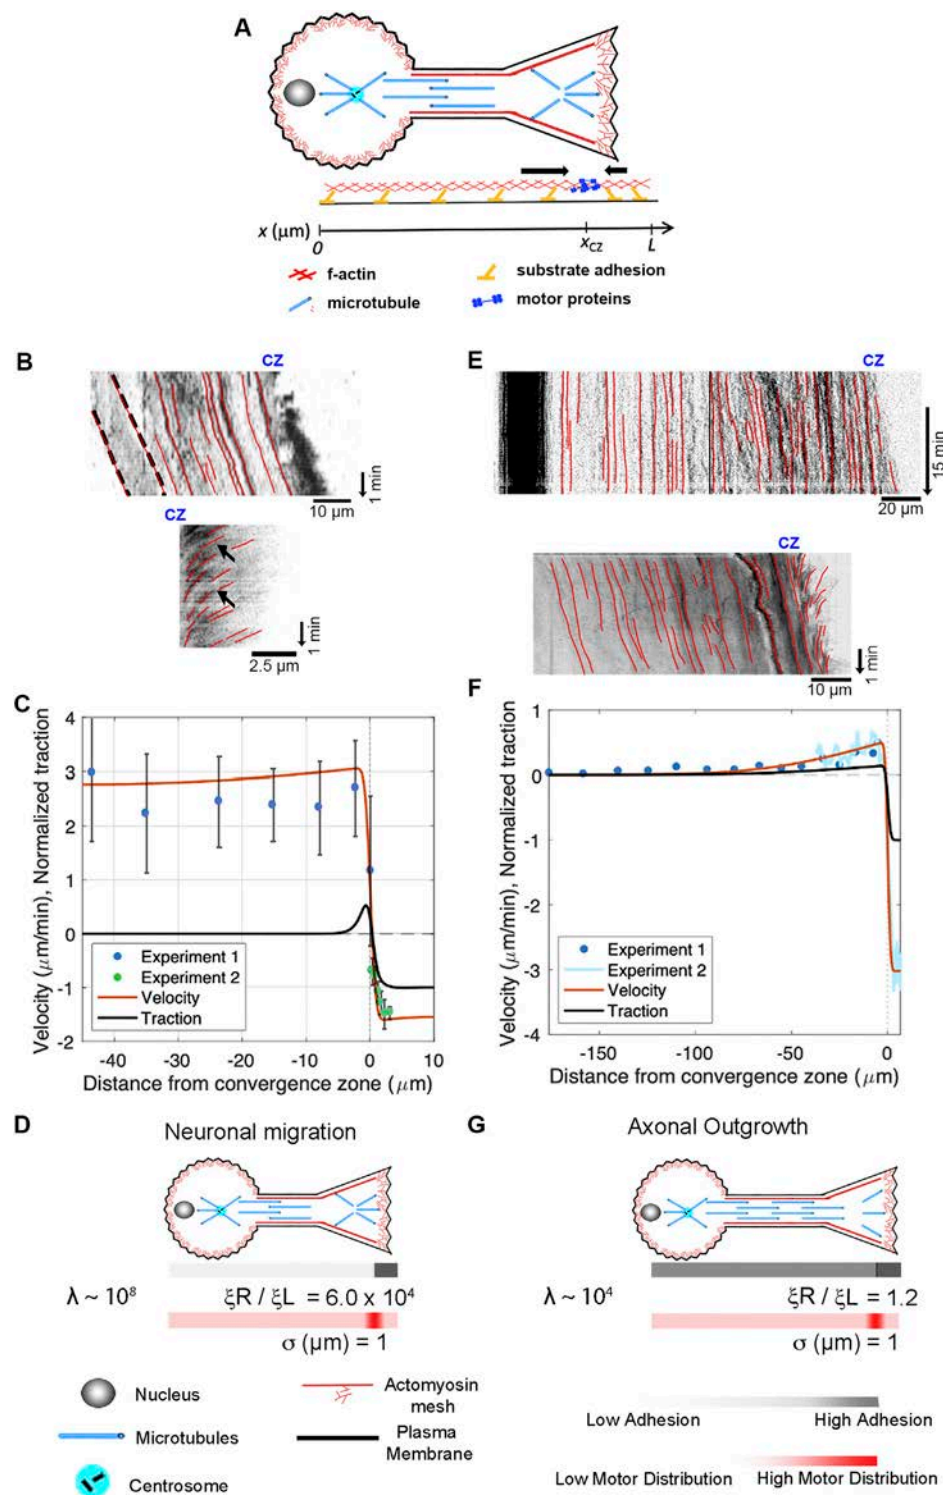 A
x (µm)
0
xCZ
L
f-actin
substrate adhesion
microtubule
motor proteins
B
CZ
1 min
10 µm
CZ
1 min
2.5 µm
E
CZ
15 min
20 µm
CZ
1 min
10 µm
C
Velocity (µm/min), Normalized traction
4
3
2
1
0
-1
-2
Experiment 1
Experiment 2
Velocity
Traction
-40 -30 -20 -10 0 10
Distance from convergence zone (µm)
F
Velocity (µm/min), Normalized traction
1
0
-1
-2
-3
-4
Experiment 1
Experiment 2
Velocity
Traction
-150 -100 -50 0
Distance from convergence zone (µm)
D
Neuronal migration
λ ~ 10⁸
ξR / ξL = 6.0 x 10⁴
σ (µm) = 1
G
Axonal Outgrowth
λ ~ 10⁴
ξR / ξL = 1.2
σ (µm) = 1
Nucleus
Actomyosin
mesh
Microtubules
Plasma
Membrane
Centrosome
Low Adhesion
High Adhesion
Low Motor Distribution
High Motor Distribution